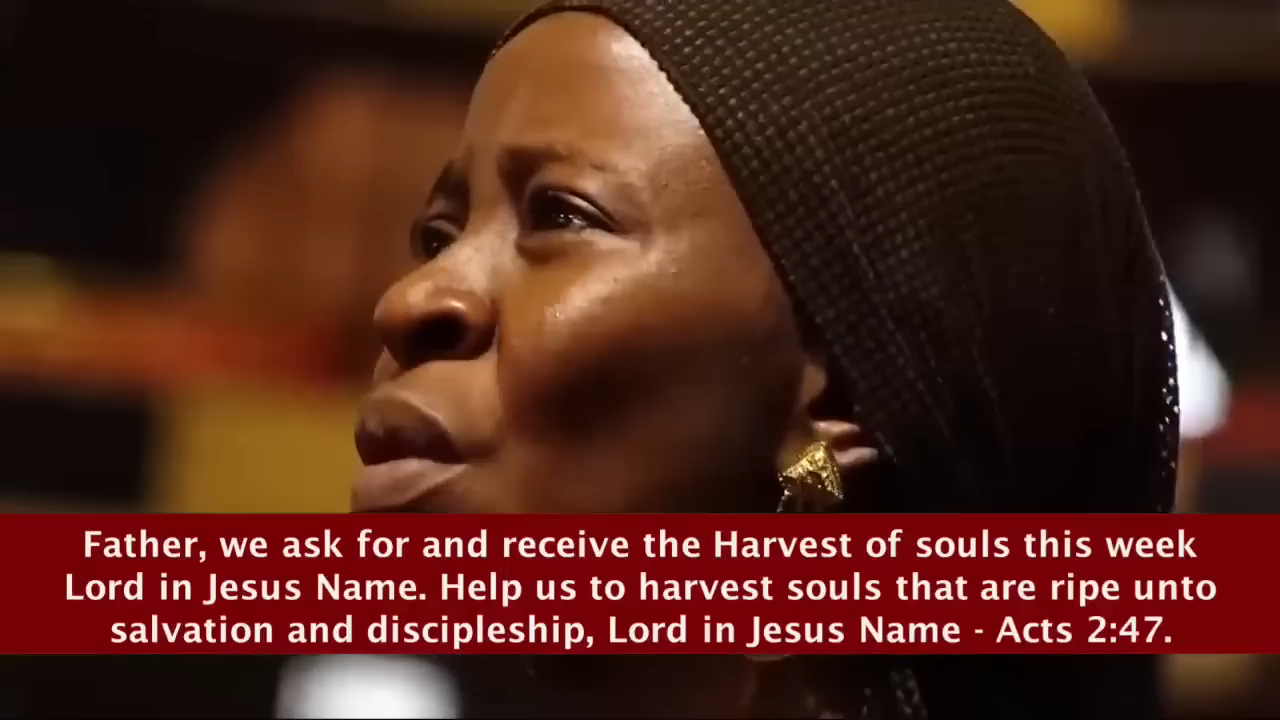 Father, we ask for and receive the Harvest of souls this week
Lord in Jesus Name. Help us to harvest souls that are ripe unto
salvation and discipleship, Lord in Jesus Name - Acts 2:47.